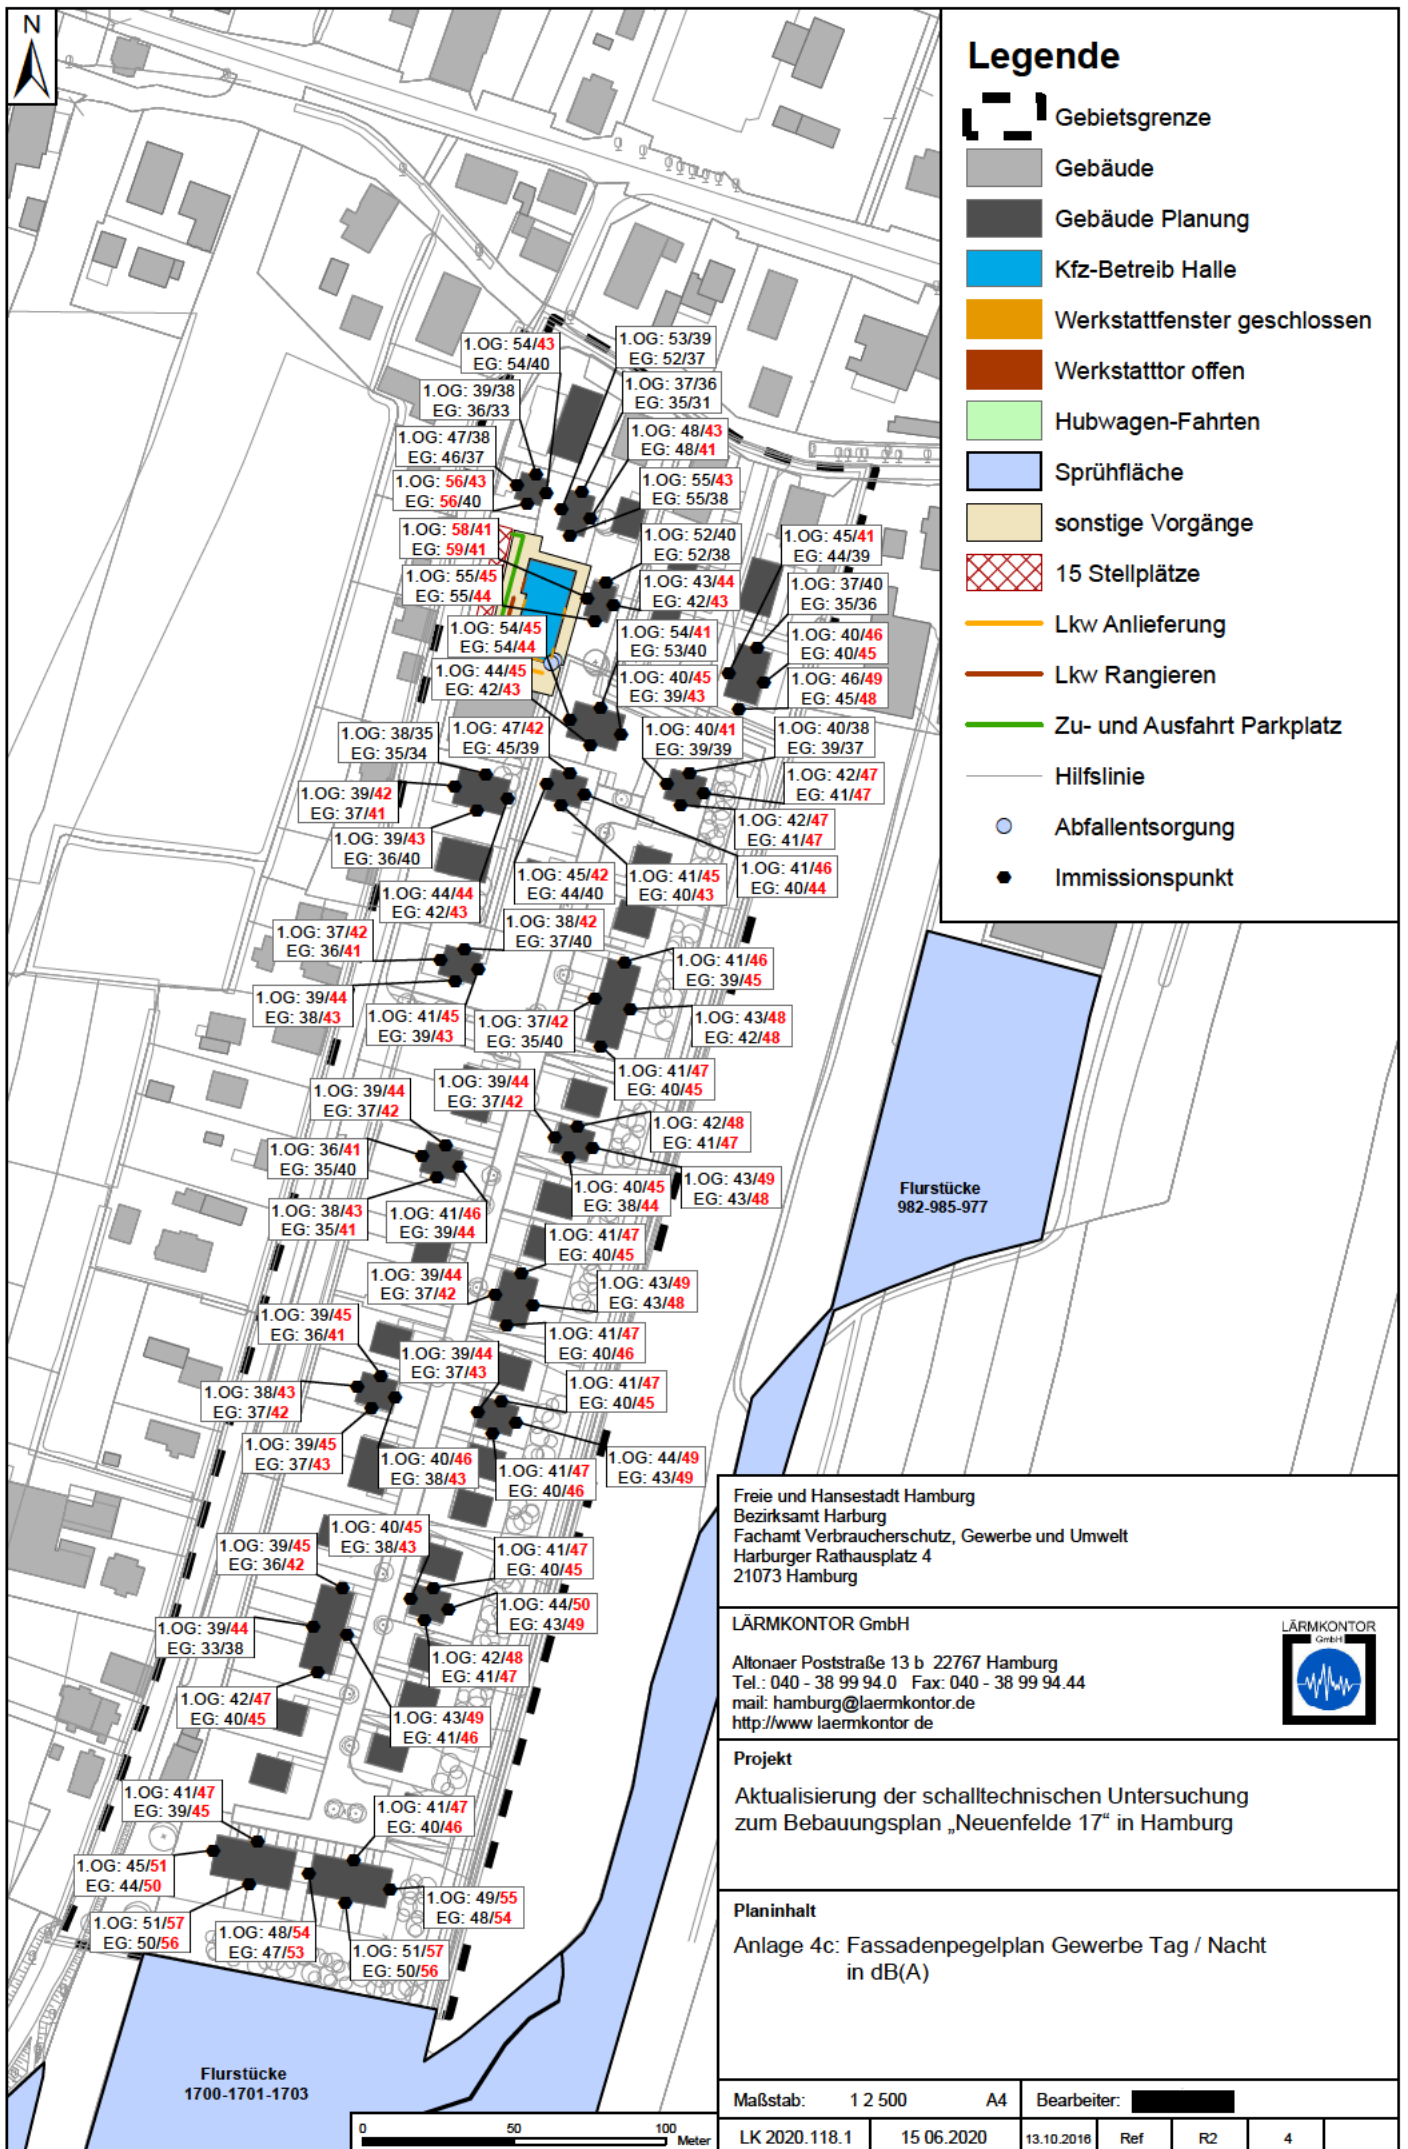 N
1.OG: 54/43
EG: 54/40
1.OG: 53/39
EG: 52/37
1.OG: 39/38
EG: 36/33
1.OG: 37/36
EG: 35/31
1.OG: 47/38
EG: 46/37
1.OG: 48/43
EG: 48/41
1.OG: 56/43
EG: 56/40
1.OG: 55/43
EG: 55/38
1.OG: 58/41
EG: 59/41
1.OG: 52/40
EG: 52/38
1.OG: 45/41
EG: 44/39
1.OG: 55/45
EG: 55/44
1.OG: 43/44
EG: 42/43
1.OG: 37/40
EG: 35/36
1.OG: 54/45
EG: 54/44
1.OG: 54/41
EG: 53/40
1.OG: 40/46
EG: 40/45
1.OG: 44/45
EG: 42/43
1.OG: 40/45
EG: 39/43
1.OG: 46/49
EG: 45/48
1.OG: 38/35
EG: 35/34
1.OG: 47/42
EG: 45/39
1.OG: 40/41
EG: 39/39
1.OG: 40/38
EG: 39/37
1.OG: 39/42
EG: 37/41
1.OG: 42/47
EG: 41/47
1.OG: 39/43
EG: 36/40
1.OG: 42/47
EG: 41/47
1.OG: 44/44
EG: 42/43
1.OG: 45/42
EG: 44/40
1.OG: 41/45
EG: 40/43
1.OG: 41/46
EG: 40/44
1.OG: 37/42
EG: 36/41
1.OG: 38/42
EG: 37/40
1.OG: 41/46
EG: 39/45
1.OG: 39/44
EG: 38/43
1.OG: 41/45
EG: 39/43
1.OG: 37/42
EG: 35/40
1.OG: 43/48
EG: 42/48
1.OG: 39/44
EG: 37/42
1.OG: 39/44
EG: 37/42
1.OG: 41/47
EG: 40/45
1.OG: 36/41
EG: 35/40
1.OG: 42/48
EG: 41/47
1.OG: 38/43
EG: 35/41
1.OG: 41/46
EG: 39/44
1.OG: 40/45
EG: 38/44
1.OG: 43/49
EG: 43/48
1.OG: 41/47
EG: 40/45
1.OG: 39/44
EG: 37/42
1.OG: 43/49
EG: 43/48
1.OG: 39/45
EG: 36/41
1.OG: 39/44
EG: 37/43
1.OG: 41/47
EG: 40/46
1.OG: 38/43
EG: 37/42
1.OG: 41/47
EG: 40/45
1.OG: 39/45
EG: 37/43
1.OG: 40/46
EG: 38/43
1.OG: 41/47
EG: 40/46
1.OG: 44/49
EG: 43/49
1.OG: 39/45
EG: 36/42
1.OG: 40/45
EG: 38/43
1.OG: 41/47
EG: 40/45
1.OG: 39/44
EG: 33/38
1.OG: 44/50
EG: 43/49
1.OG: 42/47
EG: 40/45
1.OG: 42/48
EG: 41/47
1.OG: 43/49
EG: 41/46
1.OG: 41/47
EG: 39/45
1.OG: 41/47
EG: 40/46
1.OG: 45/51
EG: 44/50
1.OG: 49/55
EG: 48/54
1.OG: 51/57
EG: 50/56
1.OG: 48/54
EG: 47/53
1.OG: 51/57
EG: 50/56
Flurstücke
982-985-977
Flurstücke
1700-1701-1703
0 50 100
Meter
Legende
Gebietsgrenze
Gebäude
Gebäude Planung
Kfz-Betreib Halle
Werkstattfenster geschlossen
Werkstatttor offen
Hubwagen-Fahrten
Sprühfläche
sonstige Vorgänge
15 Stellplätze
Lkw Anlieferung
Lkw Rangieren
Zu- und Ausfahrt Parkplatz
Hilfslinie
Abfallentsorgung
Immissionspunkt
Freie und Hansestadt Hamburg
Bezirksamt Harburg
Fachamt Verbraucherschutz, Gewerbe und Umwelt
Harburger Rathausplatz 4
21073 Hamburg
LÄRMKONTOR GmbH
Altonaer Poststraße 13 b 22767 Hamburg
Tel.: 040 - 38 99 94.0 Fax: 040 - 38 99 94.44
mail: hamburg@laermkontor.de
http://www laermkontor de
LÄRMKONTOR
GmbH
Projekt
Aktualisierung der schalltechnischen Untersuchung
zum Bebauungsplan „Neuenfelde 17“ in Hamburg
Planinhalt
Anlage 4c: Fassadenpegelplan Gewerbe Tag / Nacht
in dB(A)
Maßstab: 1 2 500 A4 Bearbeiter:
LK 2020.118.1 15 06.2020 13.10.2016 Ref R2 4